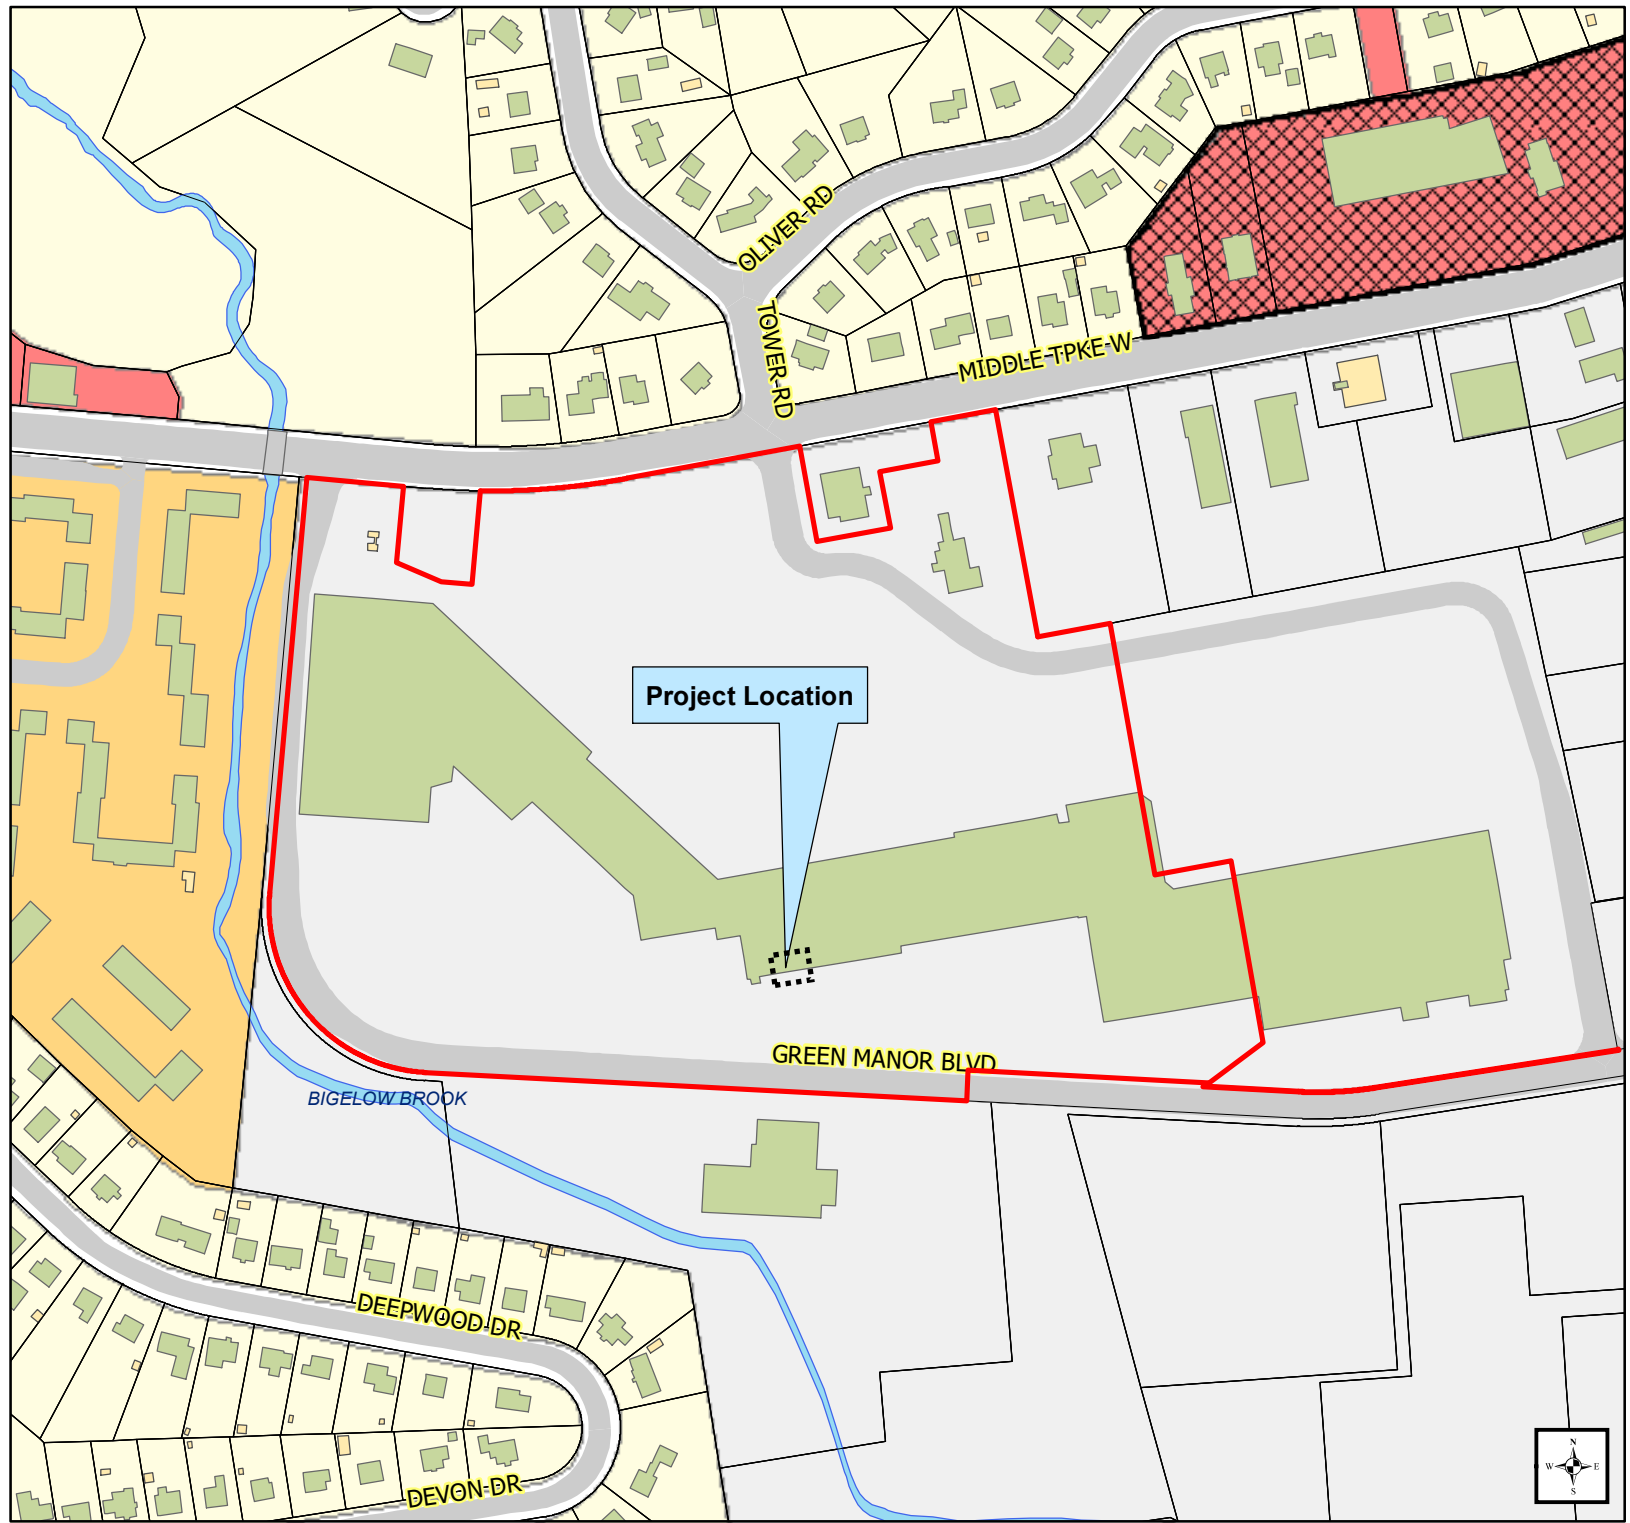 OLIVER RD
TOWER RD
MIDDLE TPKE W
Project Location
GREEN MANOR BLVD
BIGELOW BROOK
DEEPWOOD DR
DEVON DR
N
W E
S